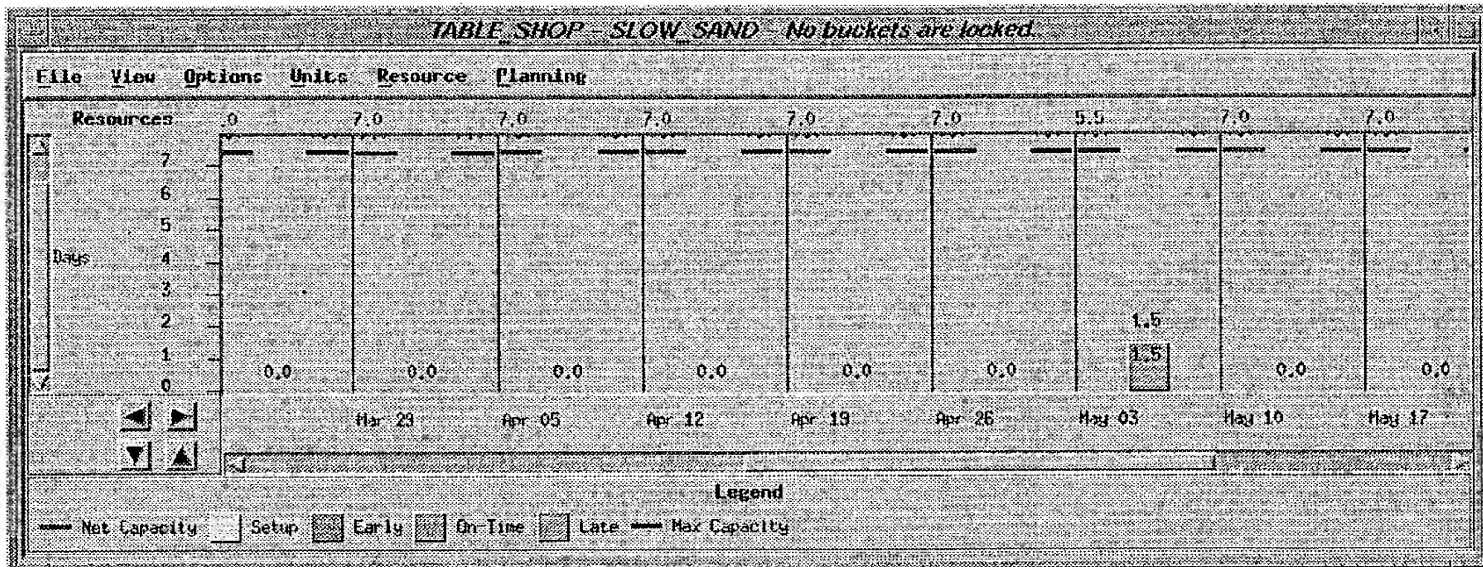 TABLE_SHOP - SLOW_SAND - No buckets are locked.
File View Options Units Resource Planning
Resources .0 7.0 7.0 7.0 7.0 7.0 5.5 7.0 7.0
7
6
5
Days 4
3
2 1.5
1 1.5
0.0 0.0 0.0 0.0 0.0 0.0 0.0 0.0
0
Mar 29 Apr 05 Apr 12 Apr 19 Apr 26 May 03 May 10 May 17
Legend
Net Capacity Setup Early On-Time Late Max Capacity